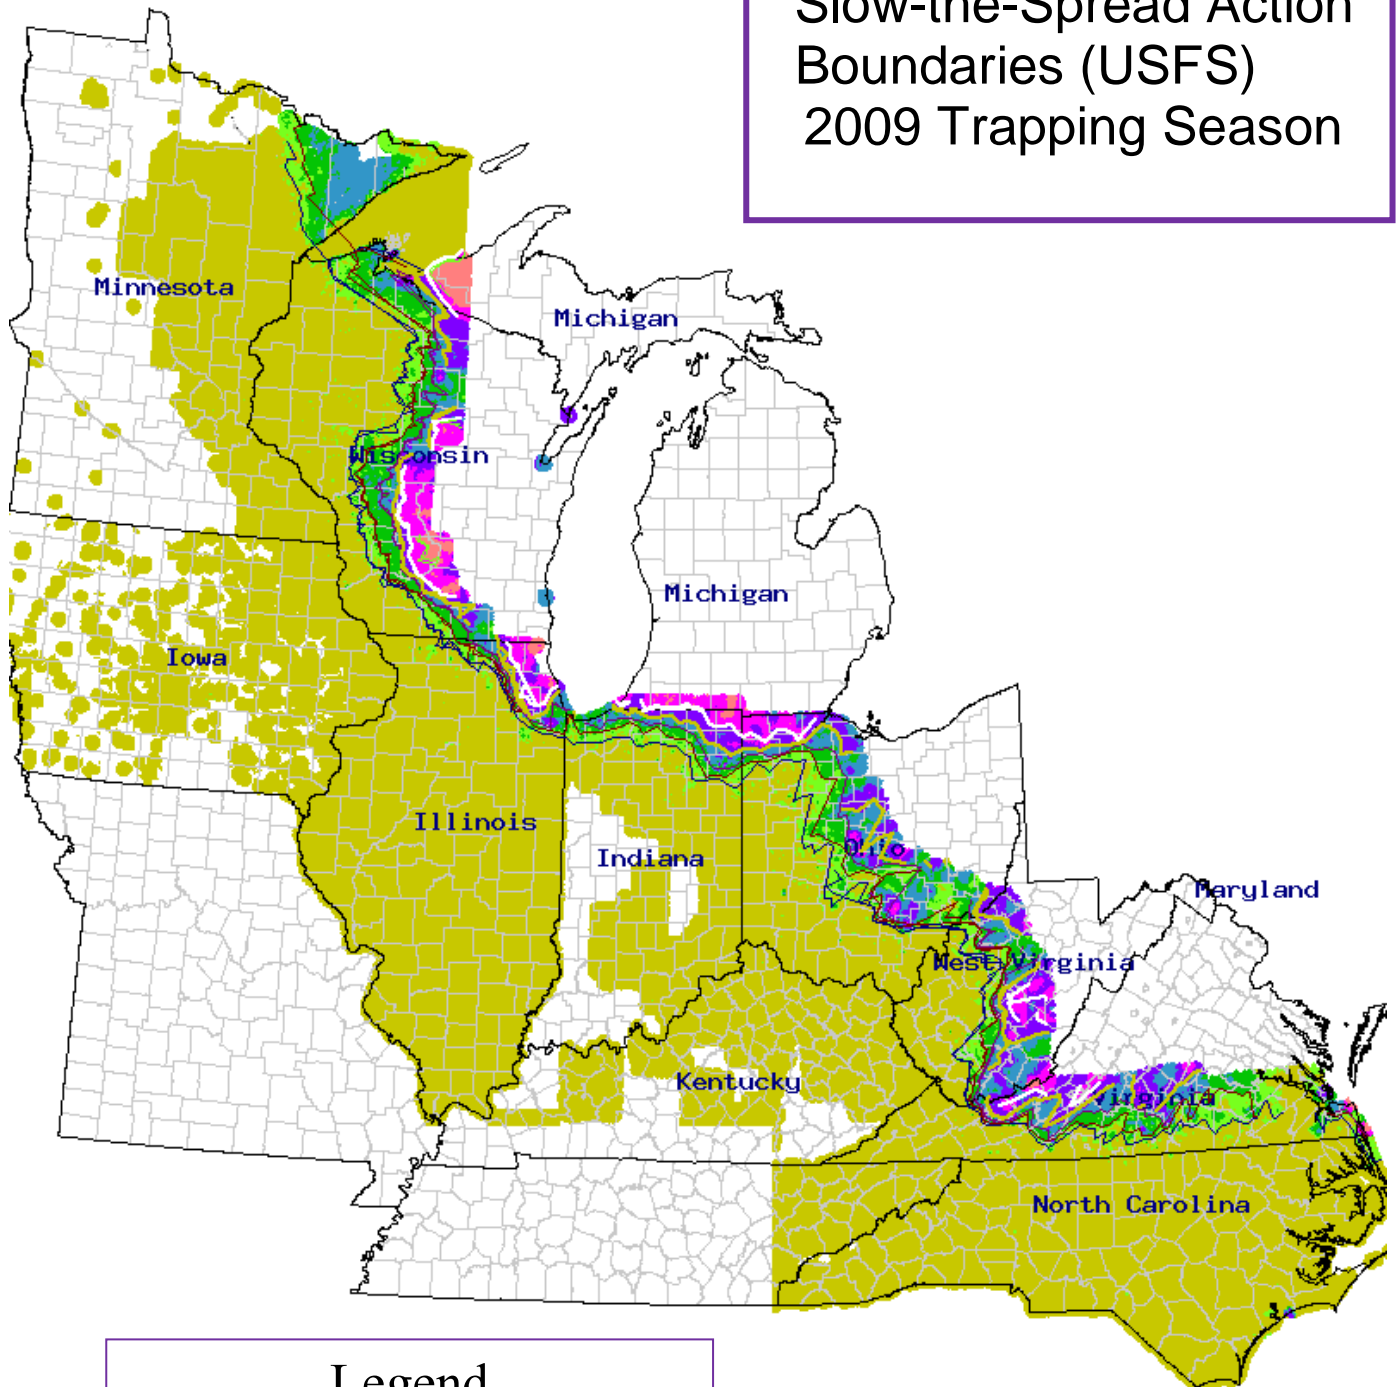 Slow-the-Spread Action
Boundaries (USFS)
2009 Trapping Season
Minnesota
Michigan
Wisconsin
Michigan
Iowa
Illinois
Indiana
Ohio
Maryland
West Virginia
Kentucky
Virginia
North Carolina
Legend